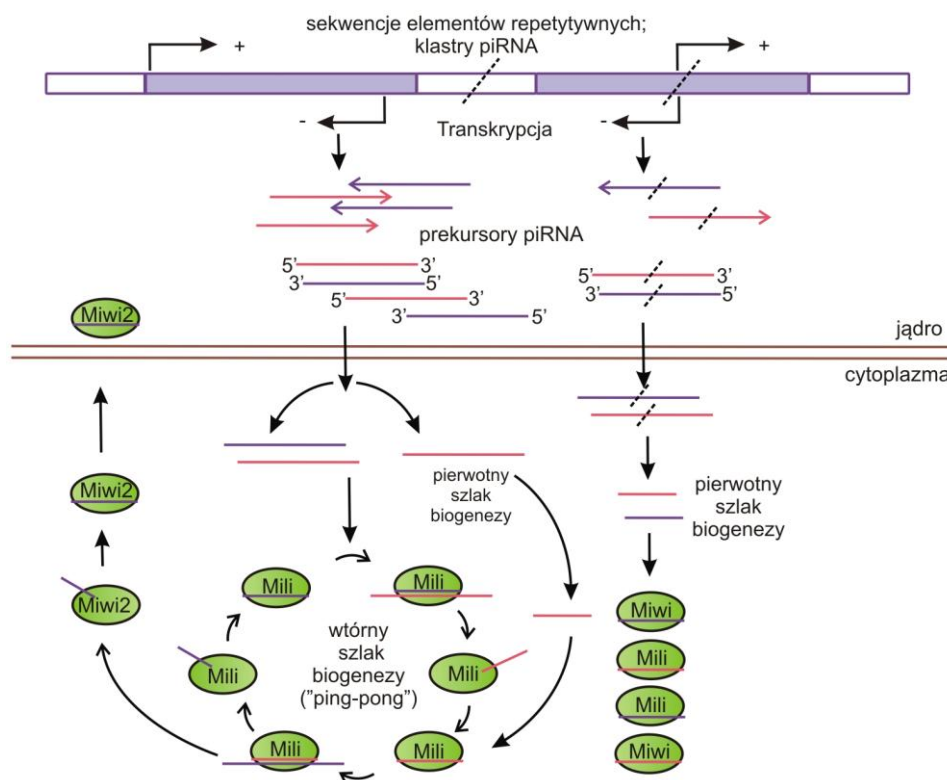 sekwencje elementów repetytywnych;
klastry piRNA
+
+
-
Transkrypcja
-
prekursory piRNA
5’ 3’
3’ 5’
5’ 3’
3’ 5’
5’ 3’
3’ 5’
Miwi2
jądro
cytoplazma
pierwotny
szlak
biogenezy
pierwotny
szlak
biogenezy
Miwi2
Miwi2
Mili
Mili
Mili
Mili
Mili
Mili
wtórny
szlak
biogenezy
("ping-pong")
Miwi
Mili
Mili
Miwi